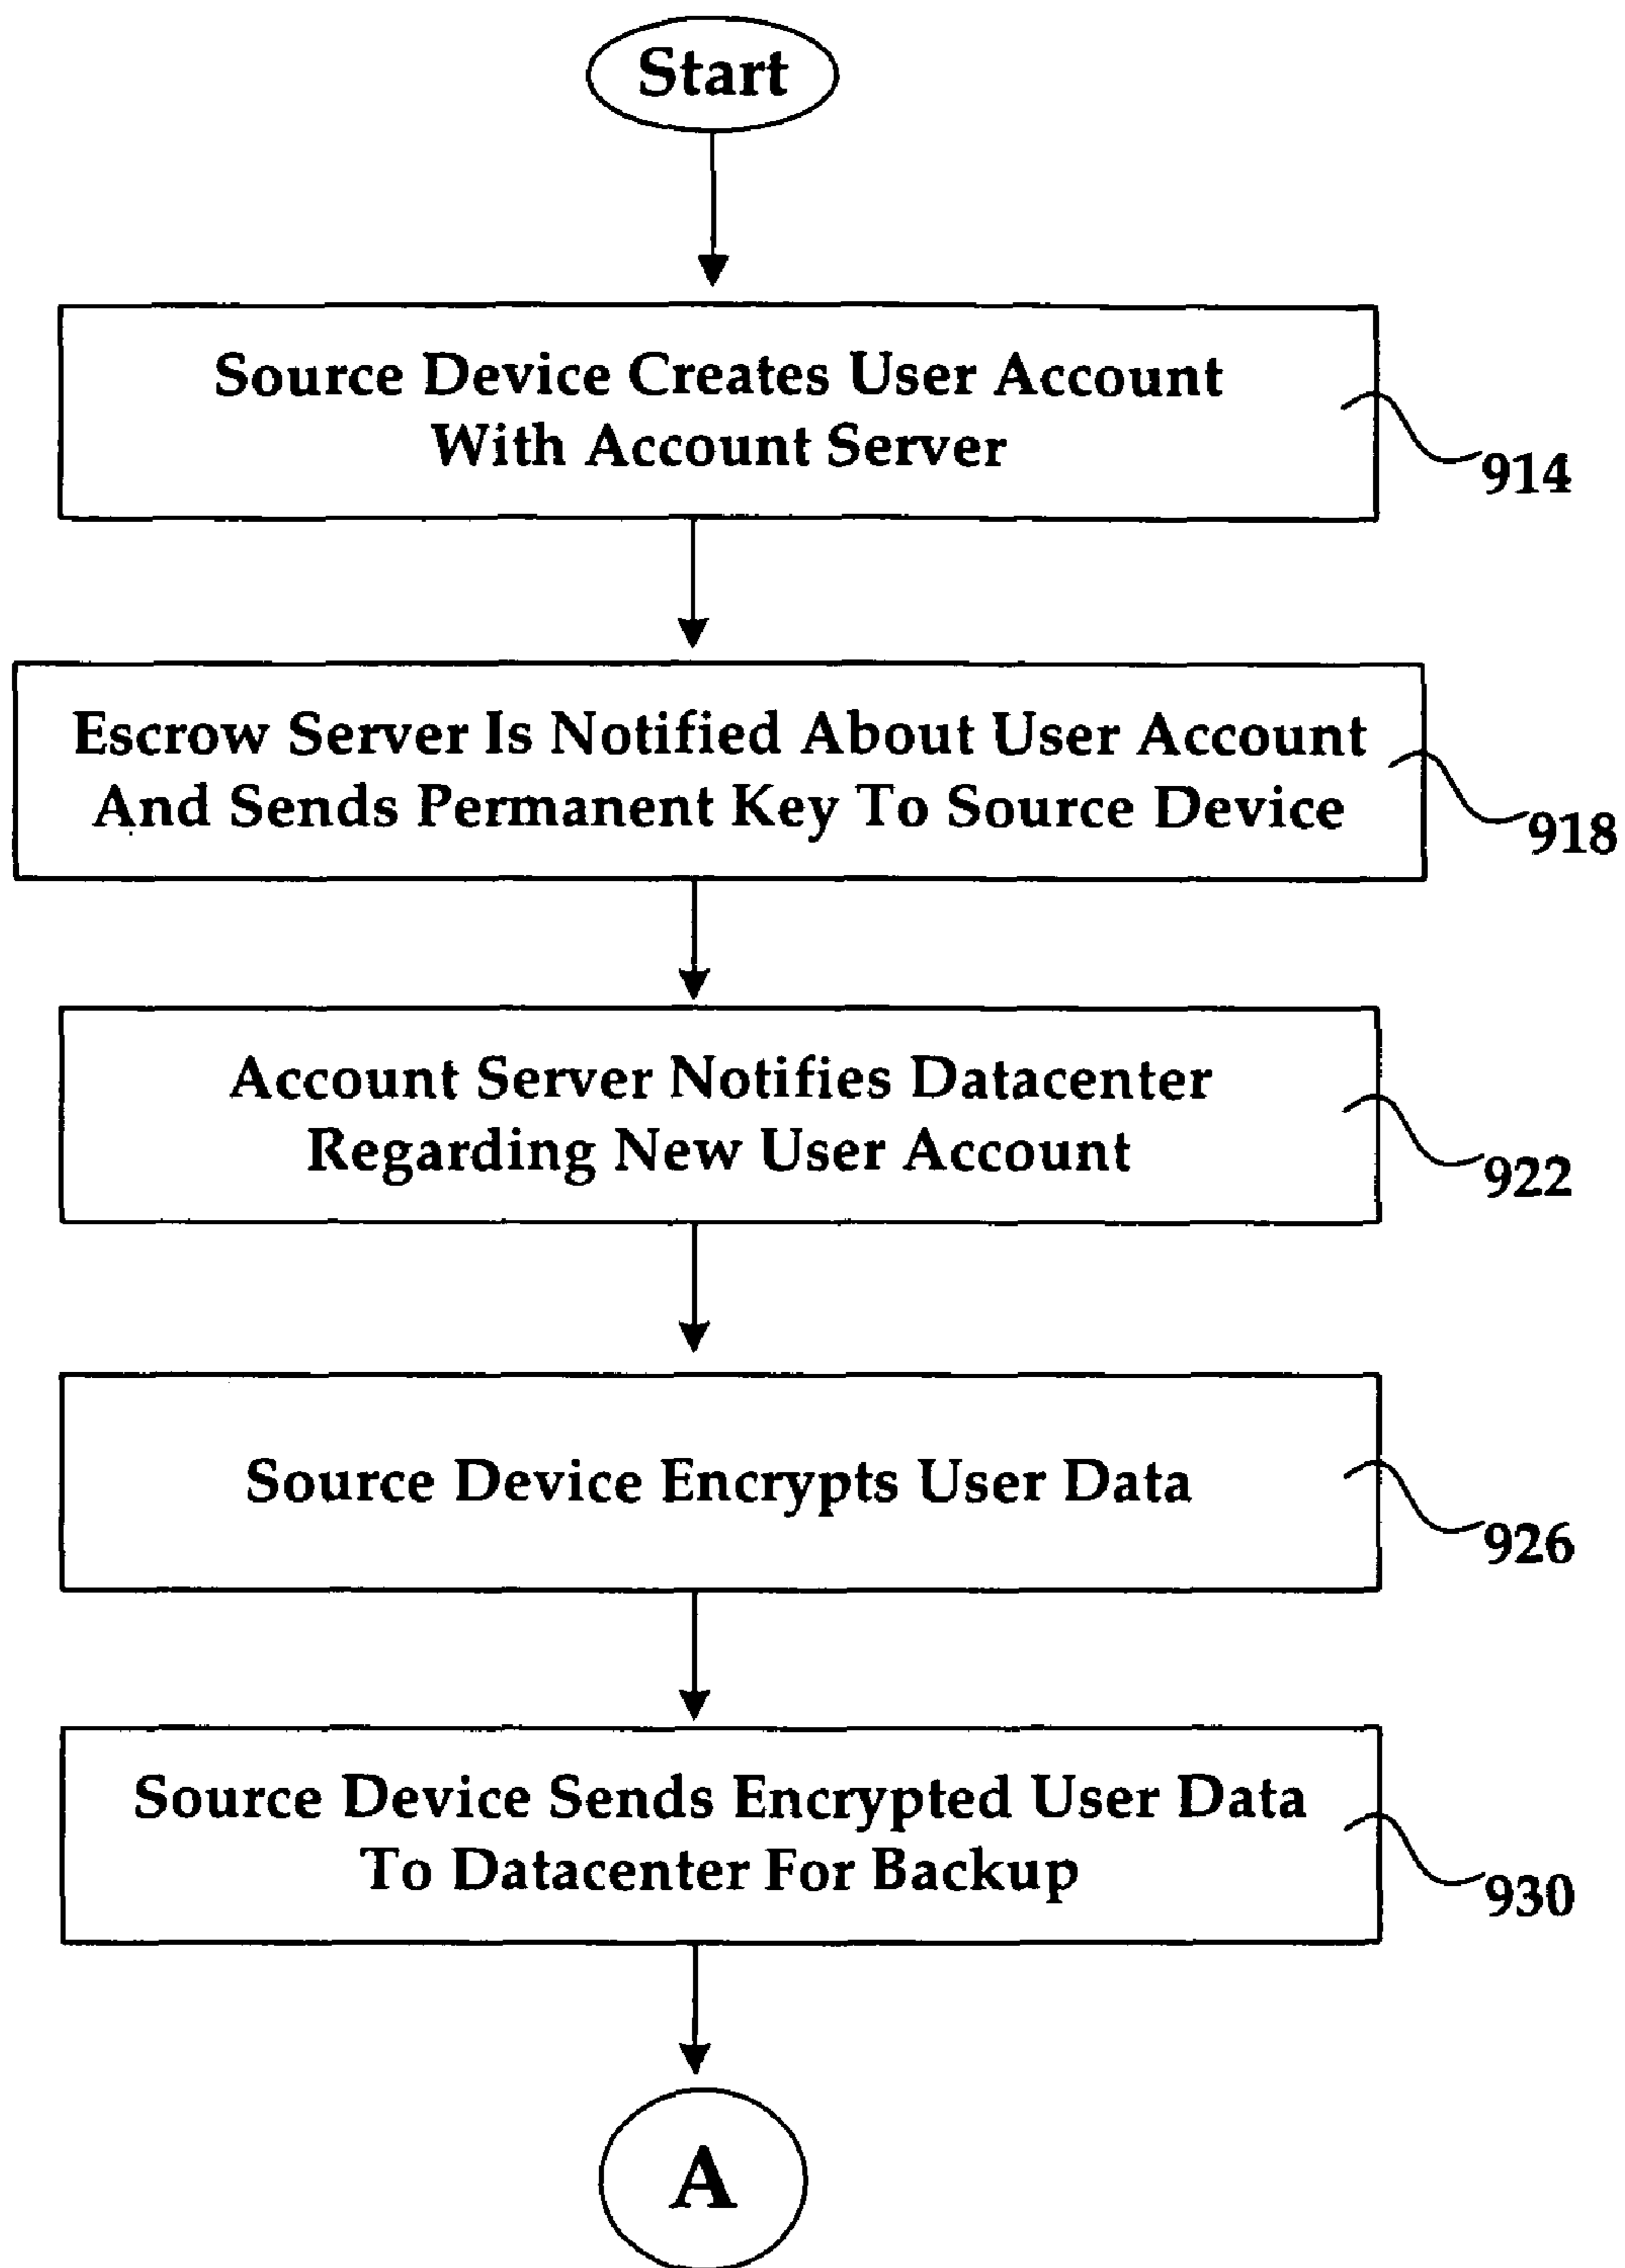 Start
Source Device Creates User Account
With Account Server
914
Escrow Server Is Notified About User Account
And Sends Permanent Key To Source Device
918
Account Server Notifies Datacenter
Regarding New User Account
922
Source Device Encrypts User Data
926
Source Device Sends Encrypted User Data
To Datacenter For Backup
930
A